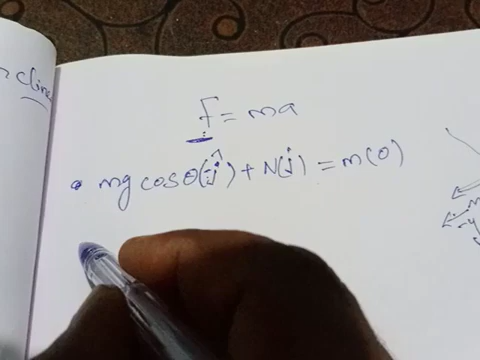 F = ma
mg cosθ(-ĵ) + N(ĵ) = m(0)